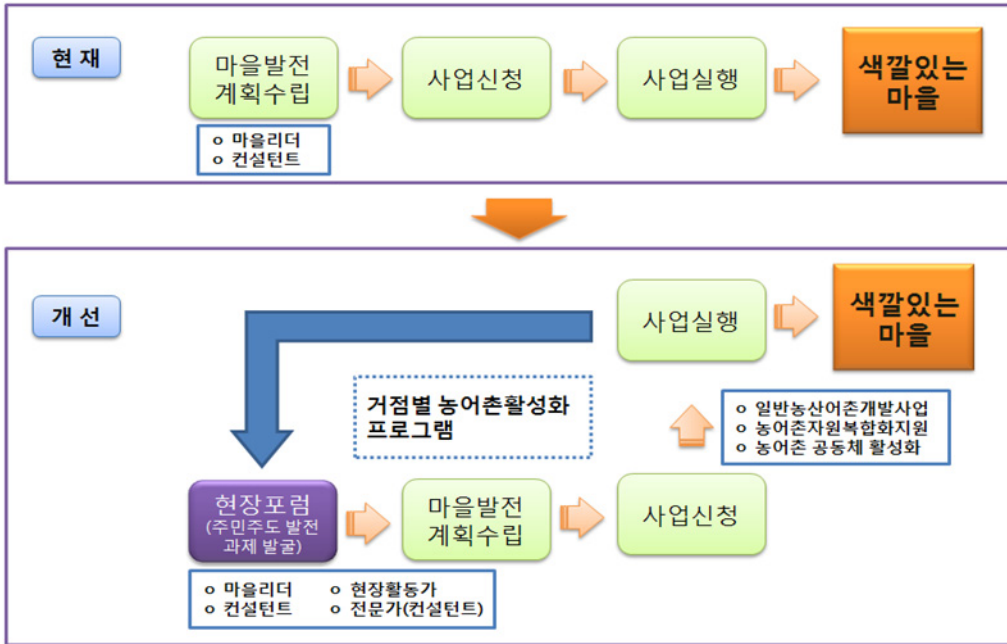 현 재
마을발전
계획수립
사업신청
사업실행
색깔있는
마을
o 마을리더
o 컨설턴트
개 선
사업실행
색깔있는
마을
거점별 농어촌활성화
프로그램
o 일반농산어촌개발사업
o 농어촌자원복합화지원
o 농어촌 공동체 활성화
현장포럼
(주민주도 발전
과제 발굴)
마을발전
계획수립
사업신청
o 마을리더 o 현장활동가
o 컨설턴트 o 전문가(컨설턴트)